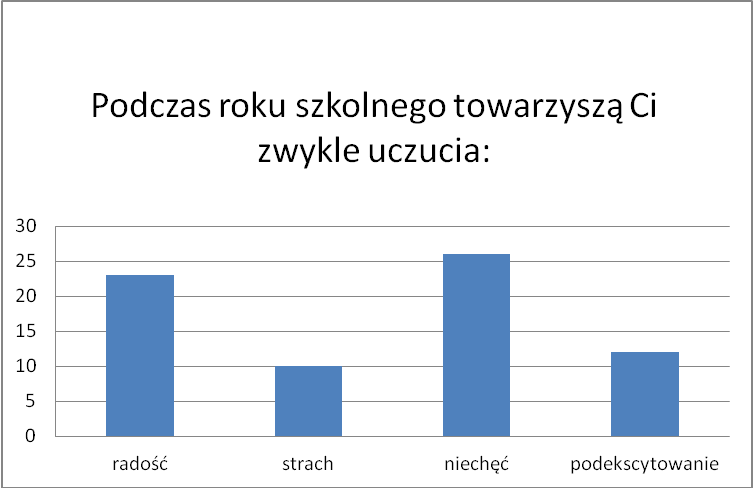 Podczas roku szkolnego towarzyszą Ci
zwykle uczucia:
30
25
20
15
10
5
0
radość strach niechęć podekscytowanie